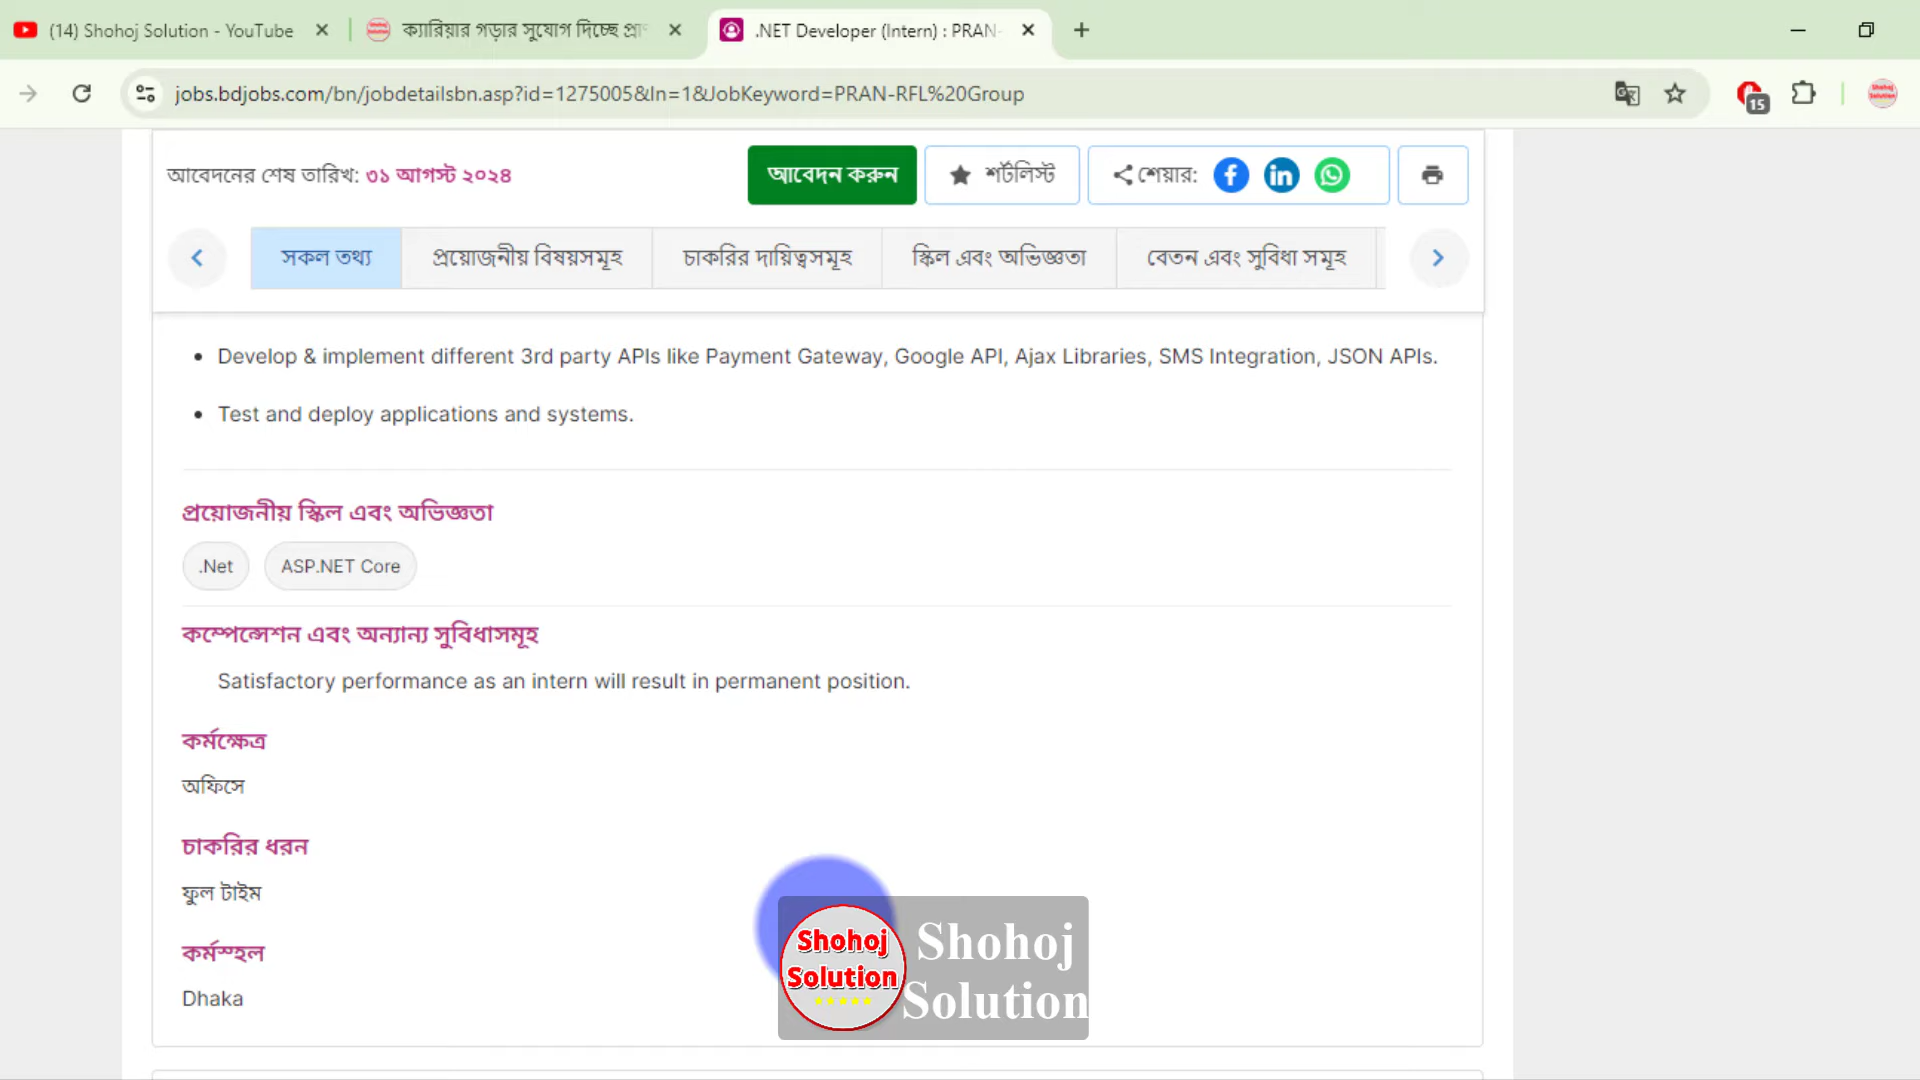 (14) Shohoj Solution - YouTube
ক্যারিয়ার গড়ার সুযোগ দিচ্ছে প্রাণ
.NET Developer (Intern) : PRAN-
jobs.bdjobs.com/bn/jobdetailsbn.asp?id=1275005&ln=1&JobKeyword=PRAN-RFL%20Group
15
Shohoj Solution
আবেদনের শেষ তারিখ: ৩১ আগস্ট ২০২৪
আবেদন করুন
শর্টলিস্ট
শেয়ার:
সকল তথ্য
প্রয়োজনীয় বিষয়সমূহ
চাকরির দায়িত্বসমূহ
স্কিল এবং অভিজ্ঞতা
বেতন এবং সুবিধা সমূহ
• Develop & implement different 3rd party APIs like Payment Gateway, Google API, Ajax Libraries, SMS Integration, JSON APIs.
• Test and deploy applications and systems.
প্রয়োজনীয় স্কিল এবং অভিজ্ঞতা
.Net
ASP.NET Core
কম্পেন্সেশন এবং অন্যান্য সুবিধাসমূহ
Satisfactory performance as an intern will result in permanent position.
কর্মক্ষেত্র
অফিসে
চাকরির ধরন
ফুল টাইম
কর্মস্হল
Dhaka
Shohoj
Solution
Shohoj
Solution